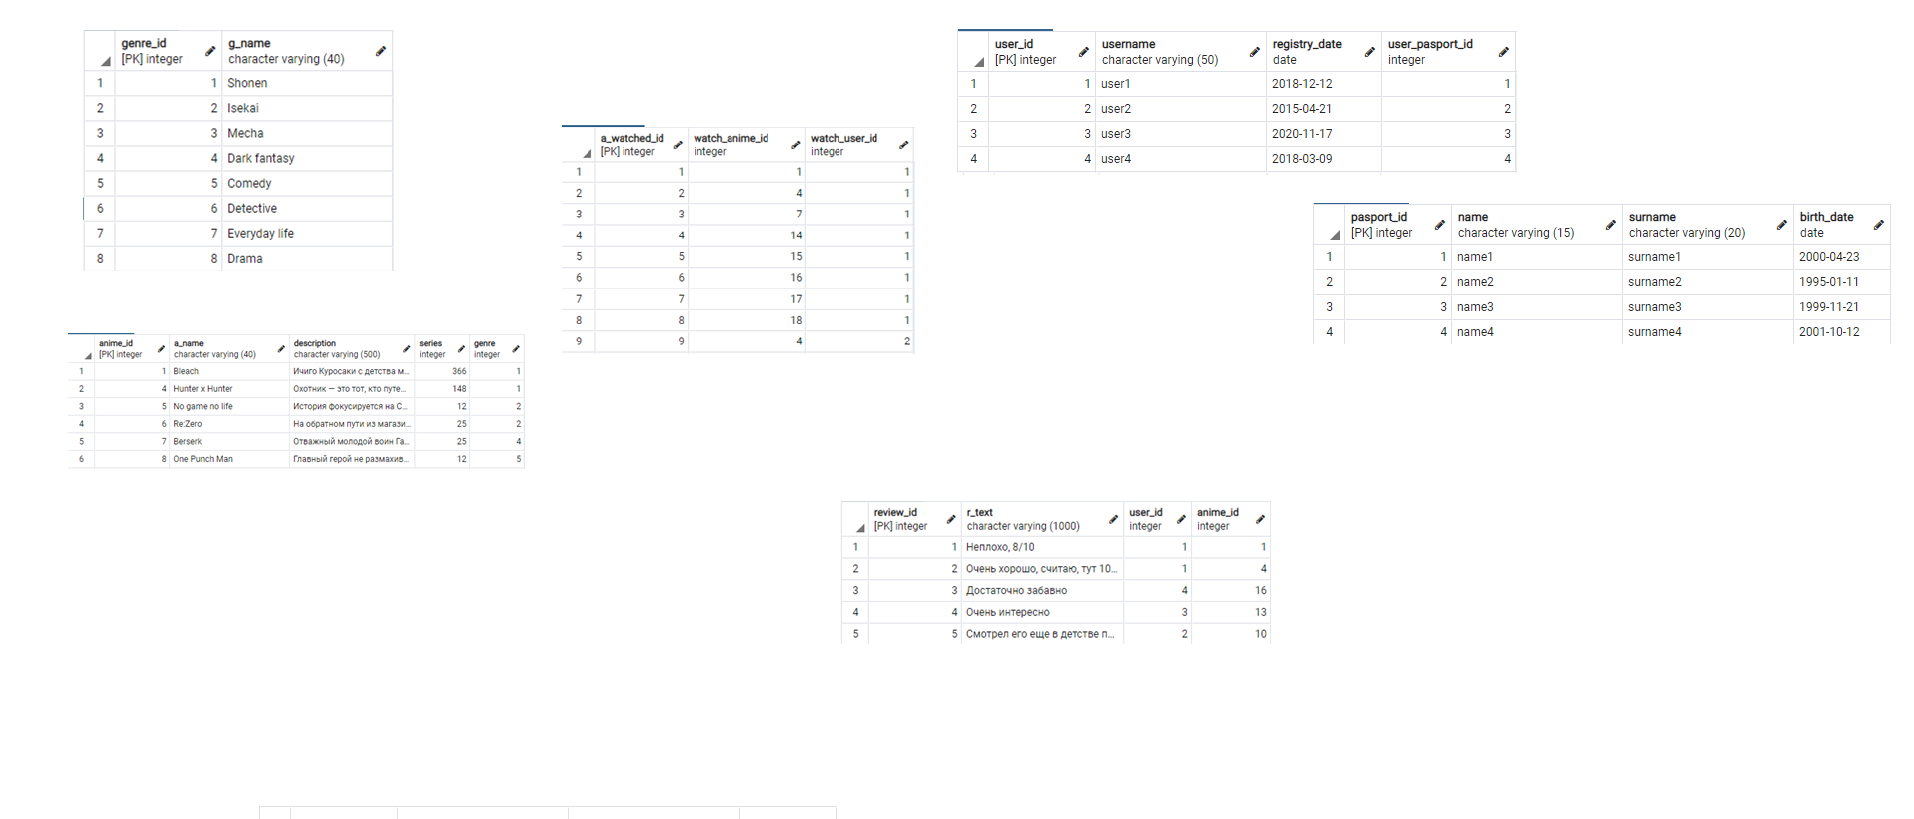 genre_id g_name
[PK] integer character varying (40)
1 1 Shonen
2 2 Isekai
3 3 Mecha
4 4 Dark fantasy
5 5 Comedy
6 6 Detective
7 7 Everyday life
8 8 Drama
a_watched_id watch_anime_id watch_user_id
[PK] integer integer integer
1 1 1 1
2 2 4 1
3 3 7 1
4 4 14 1
5 5 15 1
6 6 16 1
7 7 17 1
8 8 18 1
9 9 4 2
user_id username registry_date user_pasport_id
[PK] integer character varying (50) date integer
1 1 user1 2018-12-12 1
2 2 user2 2015-04-21 2
3 3 user3 2020-11-17 3
4 4 user4 2018-03-09 4
pasport_id name surname birth_date
[PK] integer character varying (15) character varying (20) date
1 1 name1 surname1 2000-04-23
2 2 name2 surname2 1995-01-11
3 3 name3 surname3 1999-11-21
4 4 name4 surname4 2001-10-12
anime_id a_name description series genre
[PK] integer character varying (40) character varying (500) integer integer
1 1 Bleach Ичиго Куросаки с детства м... 366 1
2 4 Hunter x Hunter Охотник — это тот, кто путе... 148 1
3 5 No game no life История фокусируется на С... 12 2
4 6 Re:Zero На обратном пути из магази... 25 2
5 7 Berserk Отважный молодой воин Га... 25 4
6 8 One Punch Man Главный герой не размахив... 12 5
review_id r_text user_id anime_id
[PK] integer character varying (1000) integer integer
1 1 Неплохо, 8/10 1 1
2 2 Очень хорошо, считаю, тут 10... 1 4
3 3 Достаточно забавно 4 16
4 4 Очень интересно 3 13
5 5 Смотрел его еще в детстве п... 2 10